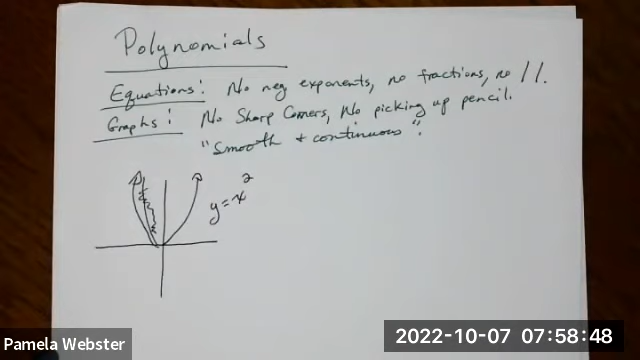 Polynomials
Equations: No neg exponents, no fractions, no | |.
Graphs: No Sharp Corners, No picking up pencil.
"Smooth + continuous".
y = x²
Pamela Webster
2022-10-07 07:58:48